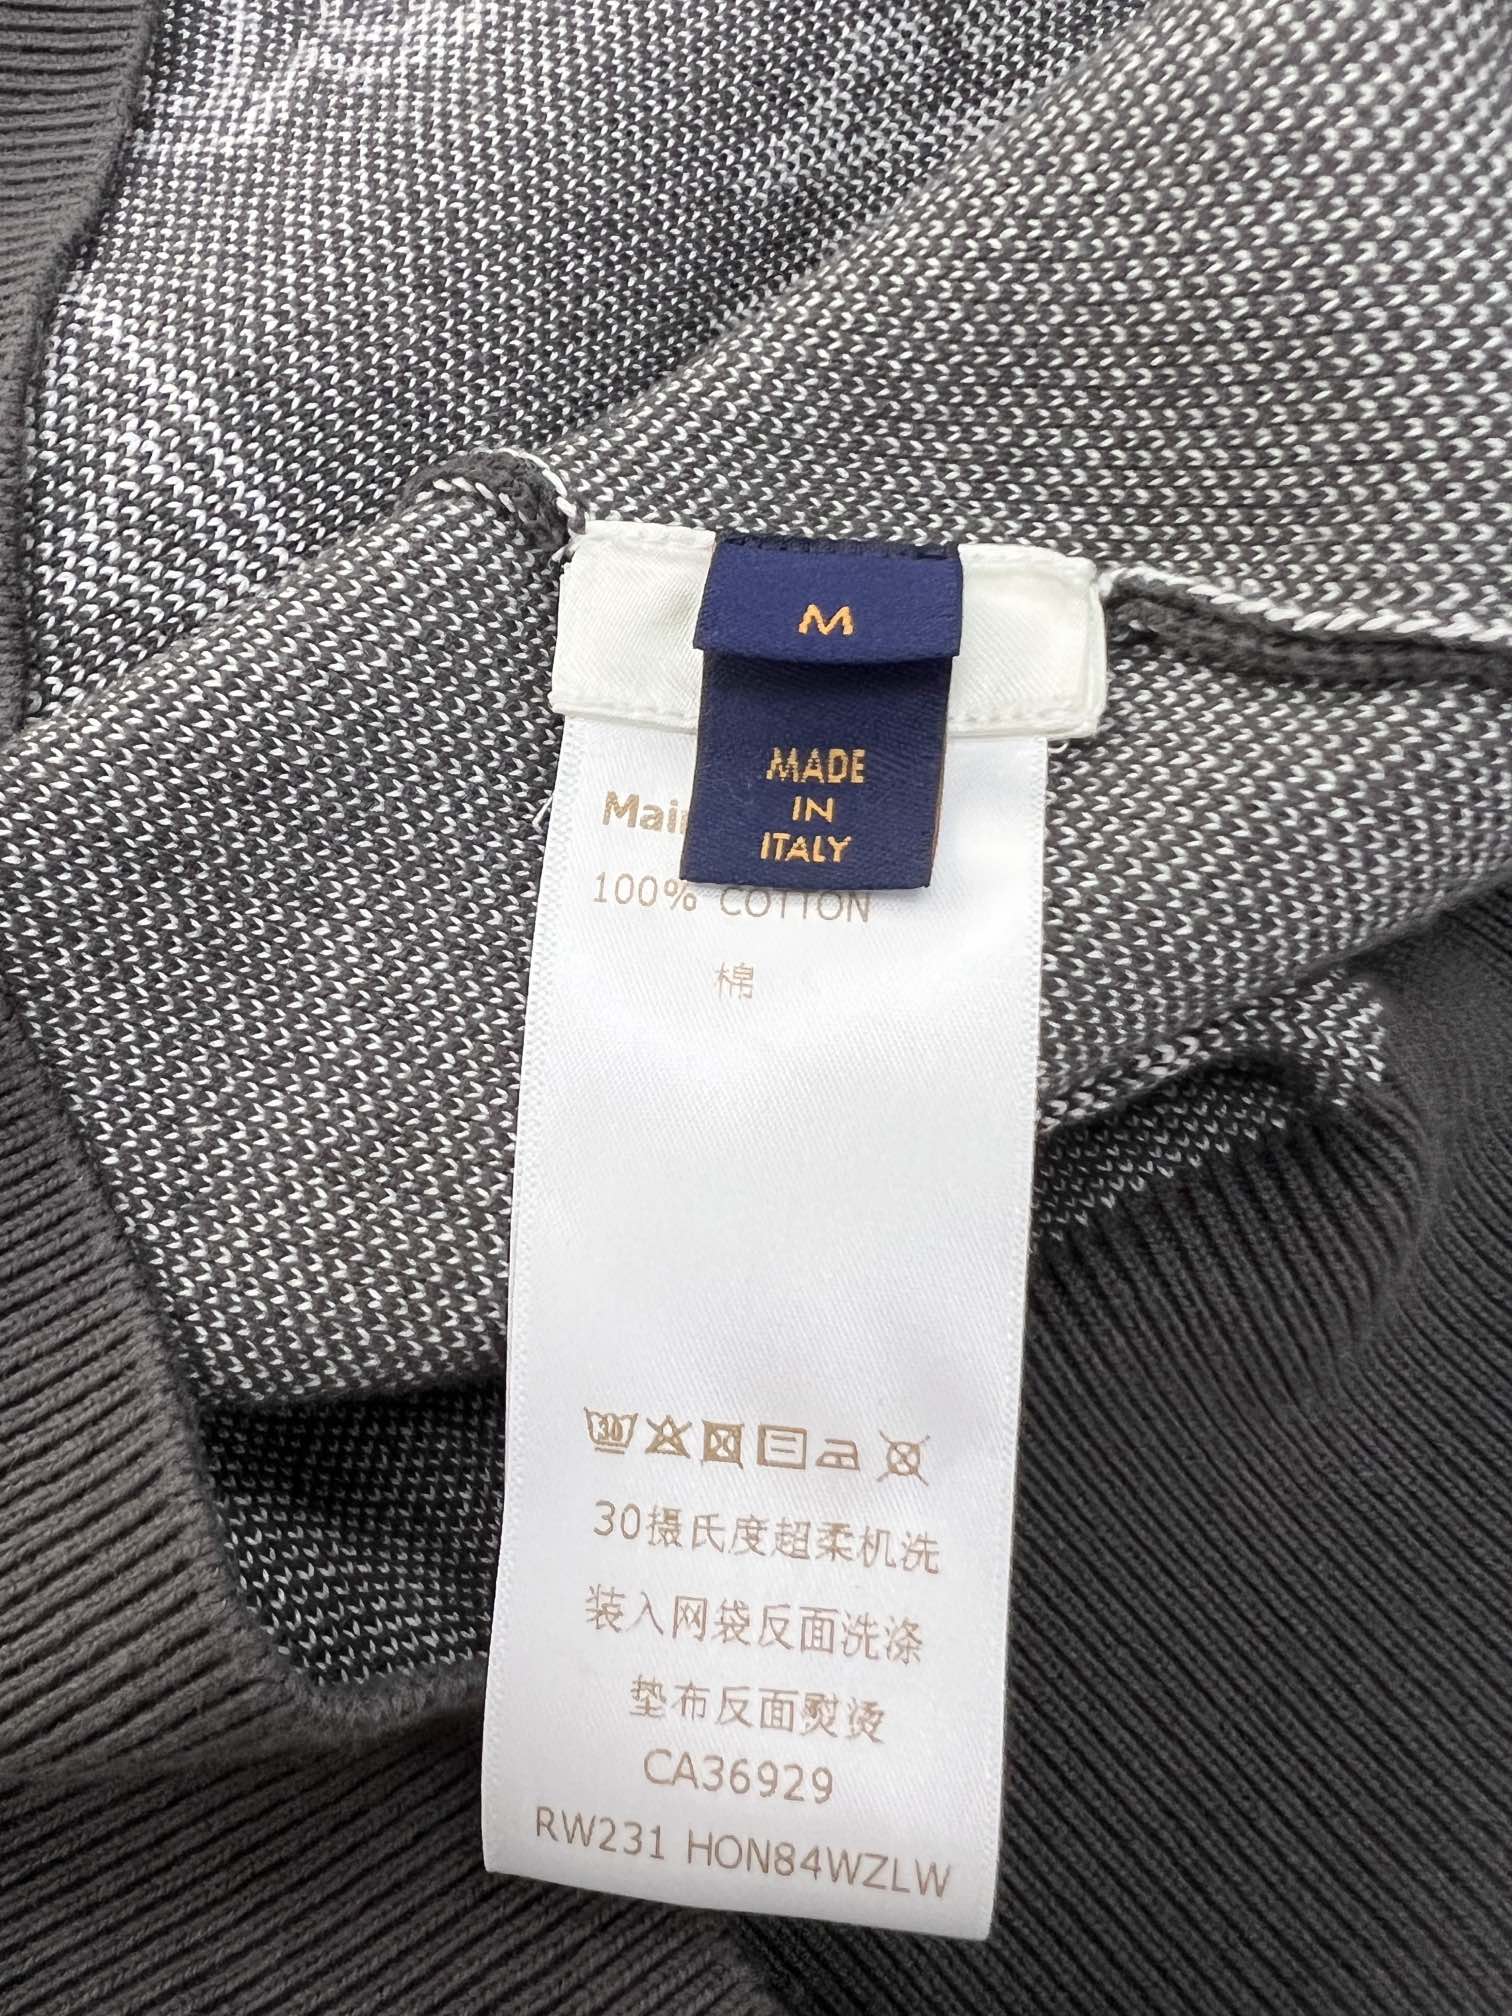 M
MADE
IN
ITALY
100% COTTON
棉
30
30摄氏度超柔机洗
装入网袋反面洗涤
垫布反面熨烫
CA36929
RW231 HON84WZLW